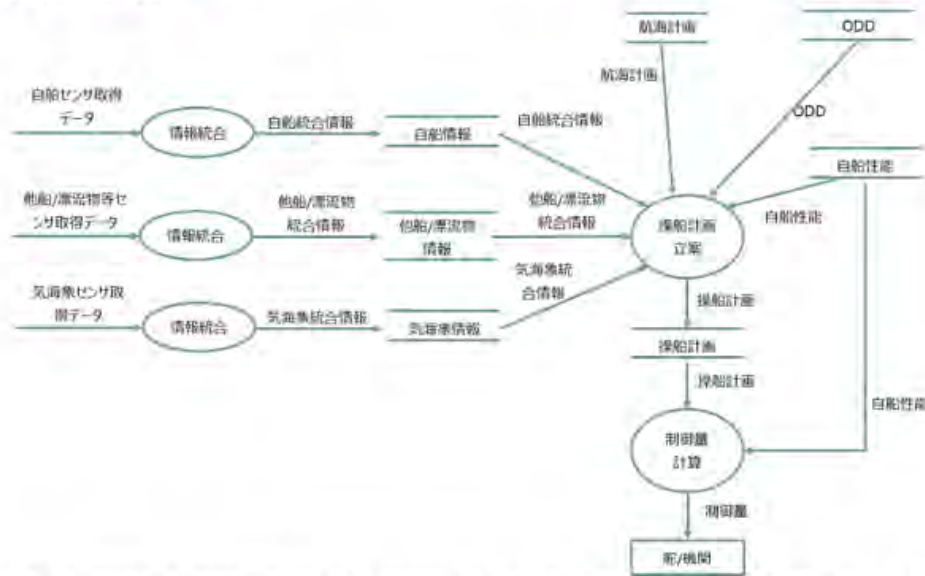 航海計画
ODD
航海計画
ODD
自船センサ取得
データ
情報統合
自船統合情報
自船情報
自船統合情報
自船性能
自船性能
他船/漂流物等セ
ンサ取得データ
情報統合
他船/漂流物
統合情報
他船/漂流物
情報
他船/漂流物
統合情報
操船計画
立案
気海象センサ取
得データ
情報統合
気海象統合情報
気海象情報
気海象統
合情報
操船計画
操船計画
操船計画
自船性能
制御量
計算
制御量
舵/機関